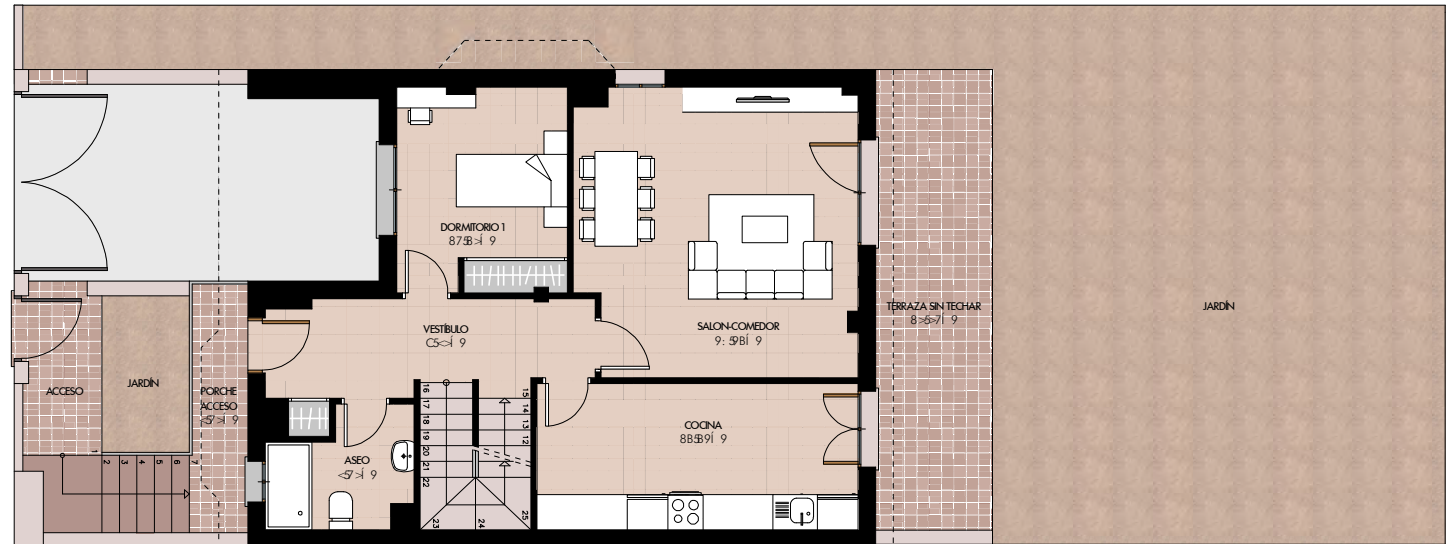 DORMITORIO 1
VESTÍBULO
SALON-COMEDOR
TERRAZA SIN TECHAR
JARDÍN
ACCESO
JARDÍN
PORCHE
ACCESO
COCINA
ASEO
1
2
3
4
5
6
7
16
17
18
19
20
21
22
23
24
25
15
14
13
12